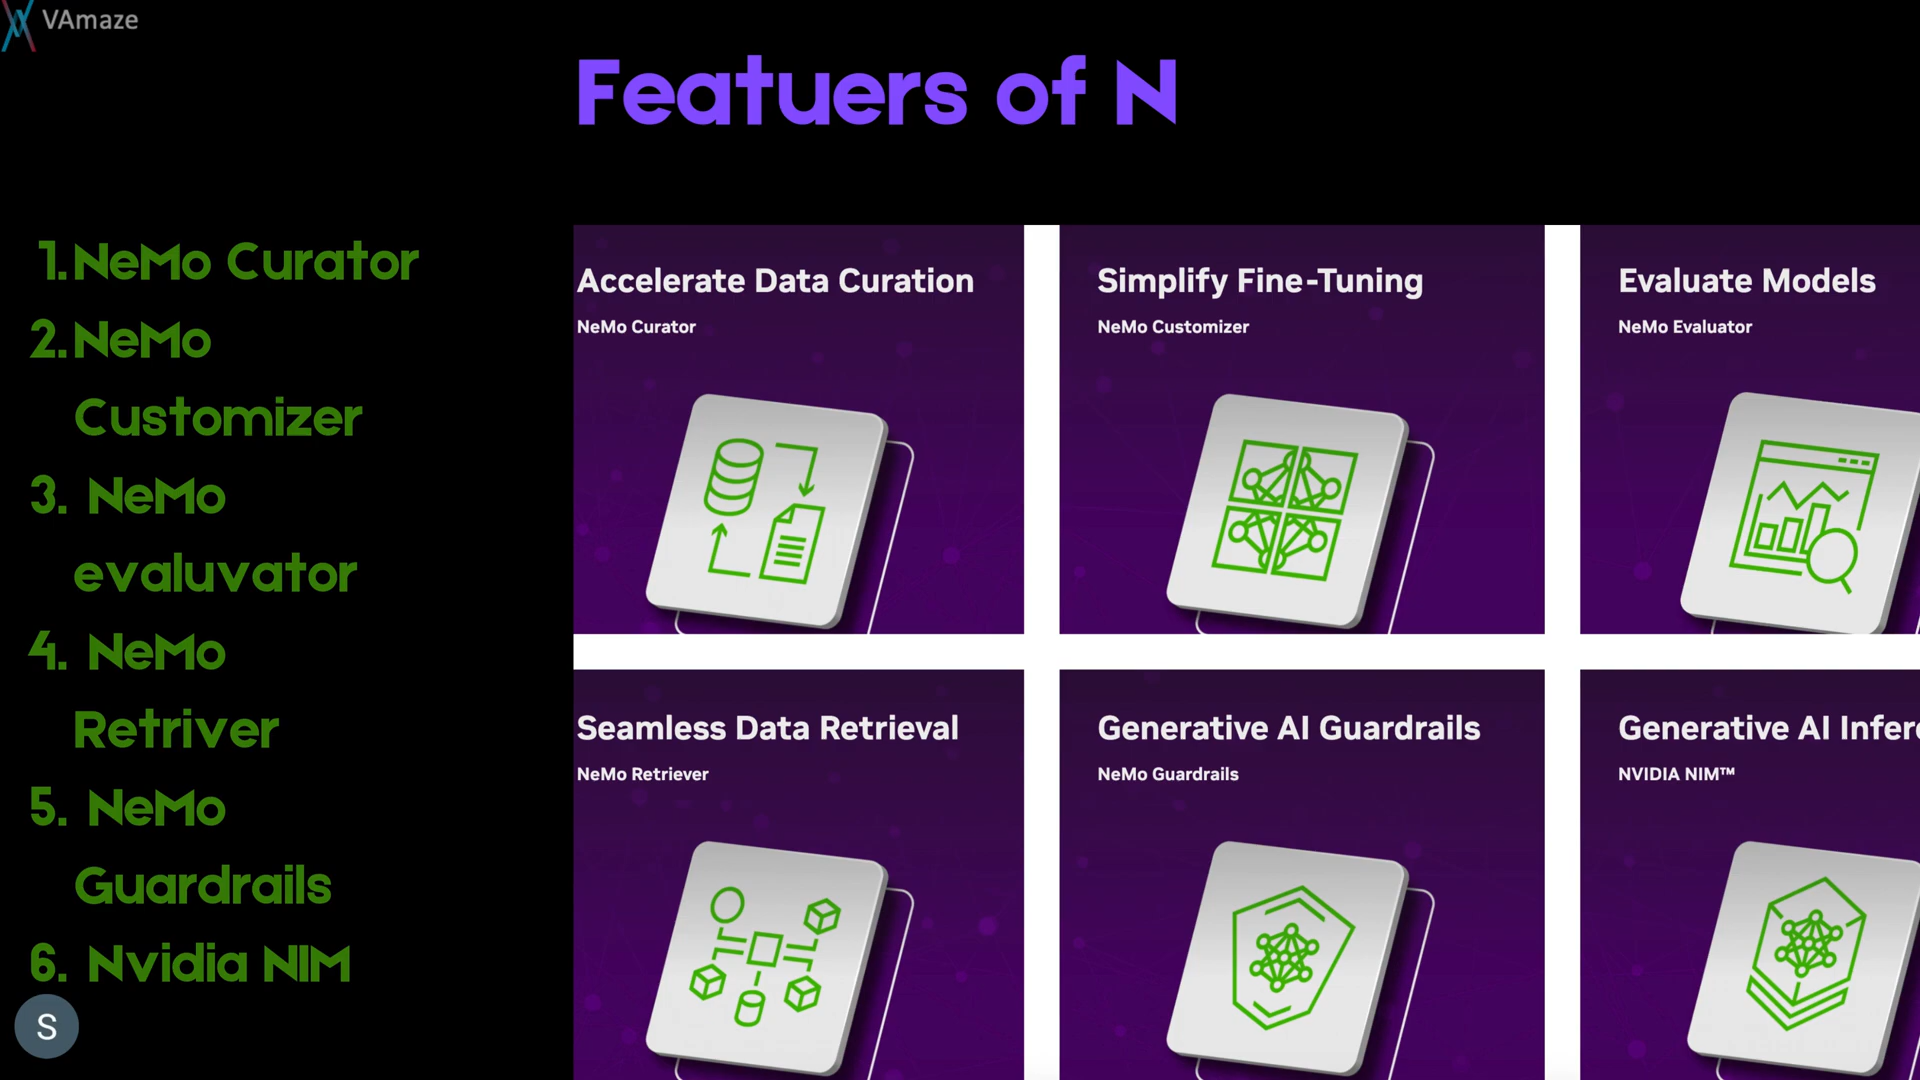 VAmaze
Featuers of N
1. NeMo Curator
2. NeMo
Customizer
3. NeMo
evaluvator
4. NeMo
Retriver
5. NeMo
Guardrails
6. Nvidia NIM
S
Accelerate Data Curation
NeMo Curator
Simplify Fine-Tuning
NeMo Customizer
Evaluate Models
NeMo Evaluator
Seamless Data Retrieval
NeMo Retriever
Generative AI Guardrails
NeMo Guardrails
Generative AI
NVIDIA NIM™